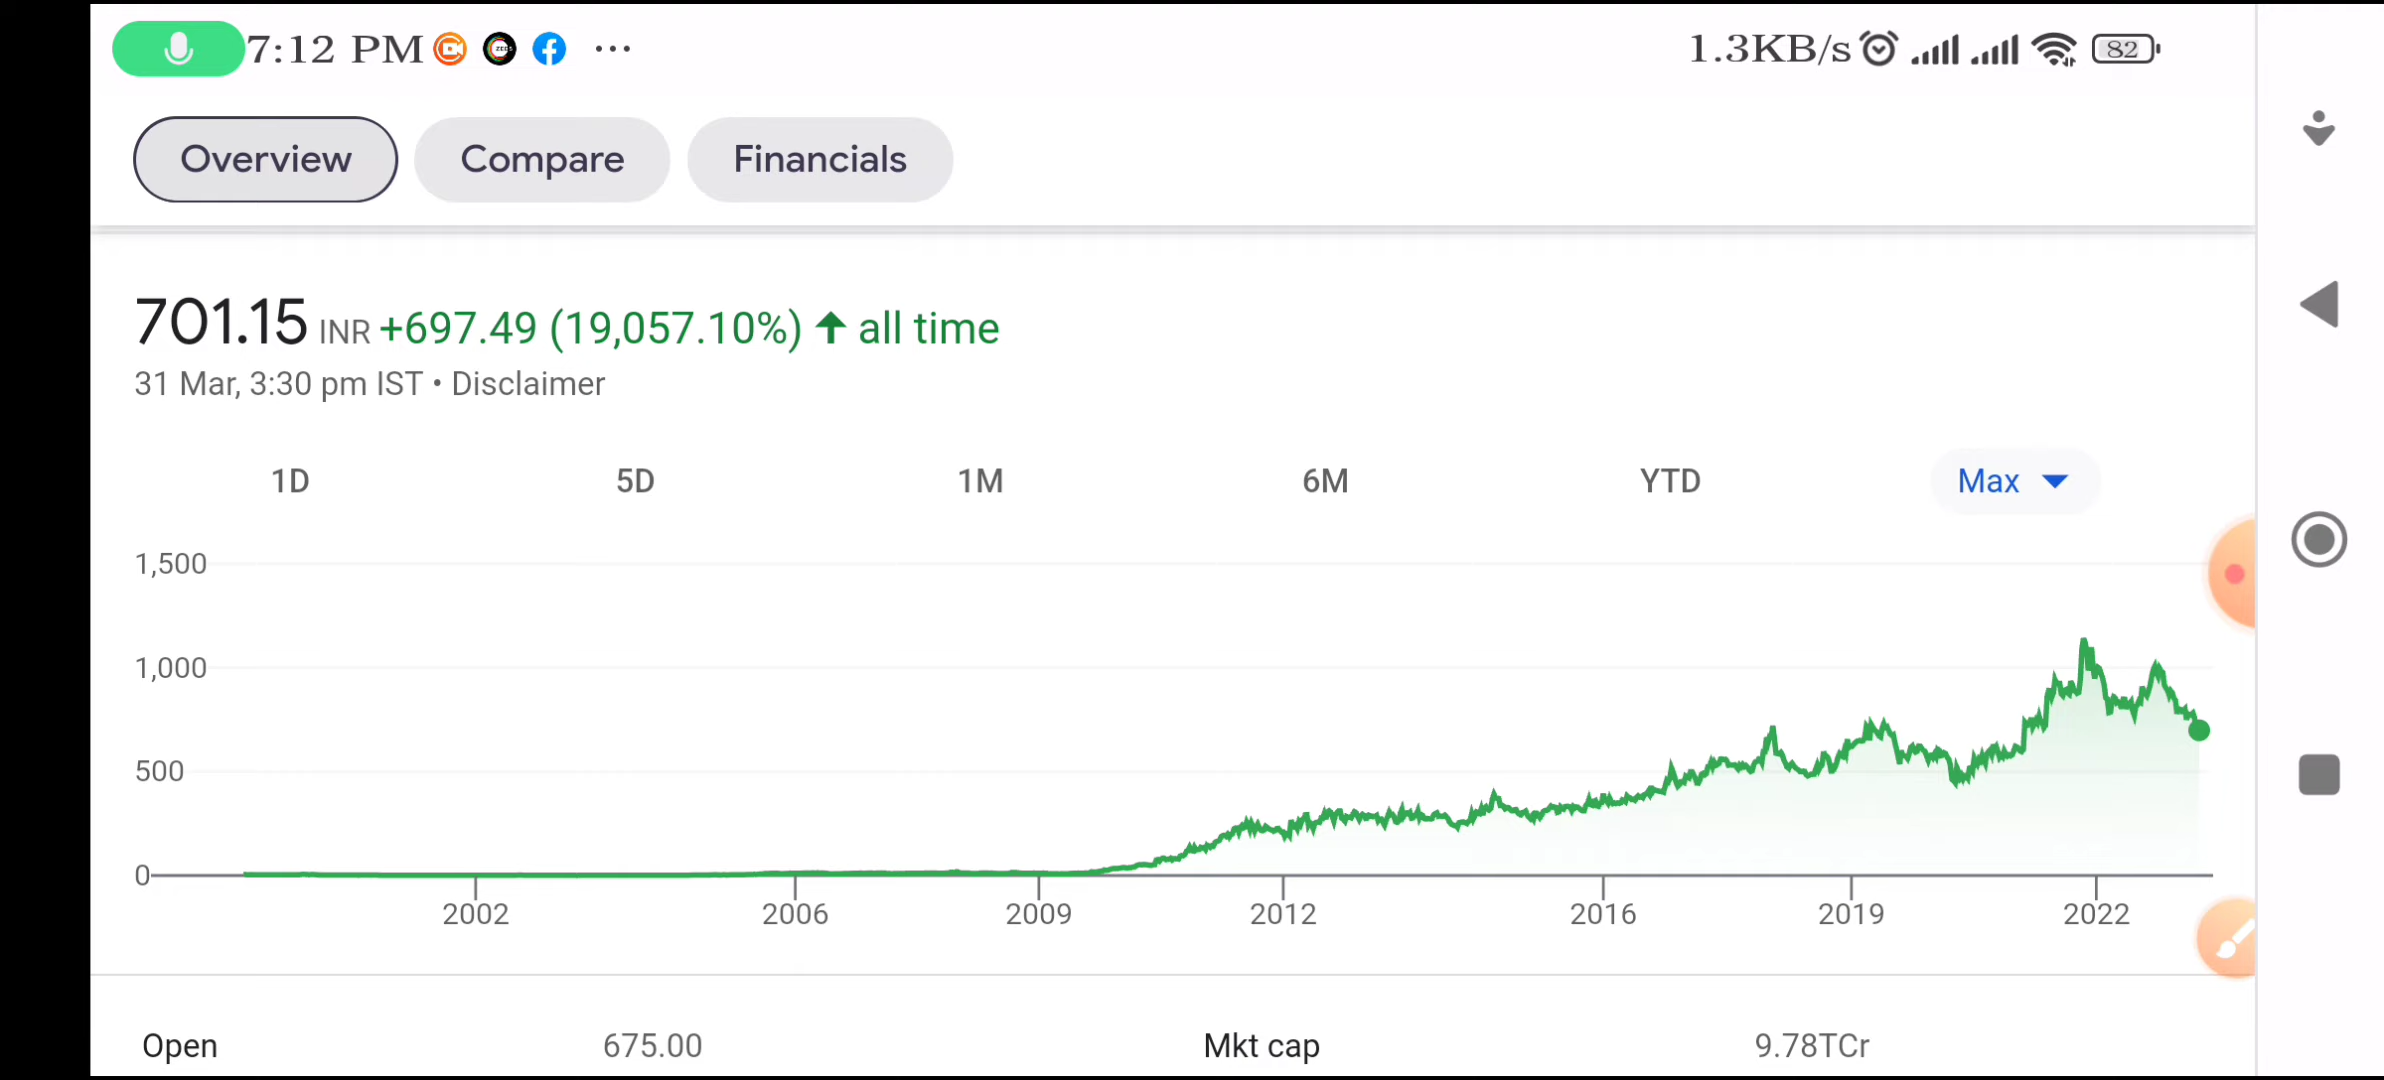 7:12 PM ... 1.3KB/s 82
Overview Compare Financials
701.15 INR +697.49 (19,057.10%) ↑ all time
31 Mar, 3:30 pm IST • Disclaimer
1D 5D 1M 6M YTD Max
1,500
1,000
500
0
2002 2006 2009 2012 2016 2019 2022
Open 675.00 Mkt cap 9.78TCr